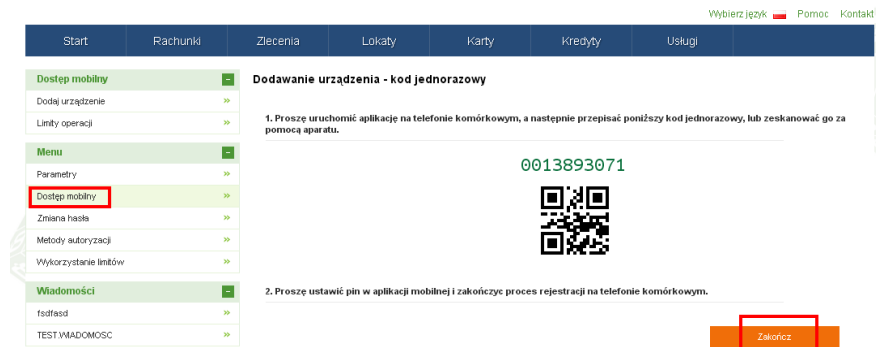 Wybierz język Pomoc Kontakt
Start Rachunki Zlecenia Lokaty Karty Kredyty Usługi
Dostęp mobilny
Dodaj urządzenie
Limity operacji
Menu
Parametry
Dostęp mobilny
Zmiana hasła
Metody autoryzacji
Wykorzystanie limitów
Wiadomości
fsdfasd
TEST.WIADOMOSC
Dodawanie urządzenia - kod jednorazowy
1. Proszę uruchomić aplikację na telefonie komórkowym, a następnie przepisać poniższy kod jednorazowy, lub zeskanować go za
pomocą aparatu.
0013893071
2. Proszę ustawić pin w aplikacji mobilnej i zakończyc proces rejestracji na telefonie komórkowym.
Zakończ